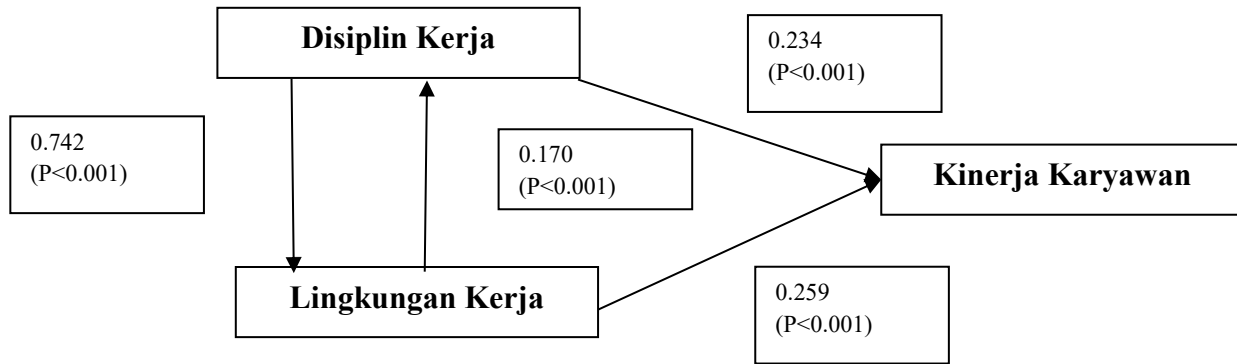 Disiplin Kerja
0.234
(P<0.001)
0.742
(P<0.001)
0.170
(P<0.001)
Kinerja Karyawan
Lingkungan Kerja
0.259
(P<0.001)